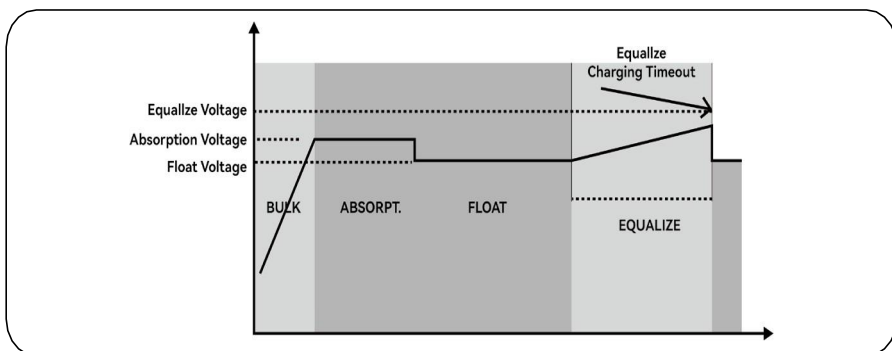 Equallze
Charging Timeout
Equallze Voltage
Absorption Voltage
Float Voltage
BULK
ABSORPT.
FLOAT
EQUALIZE